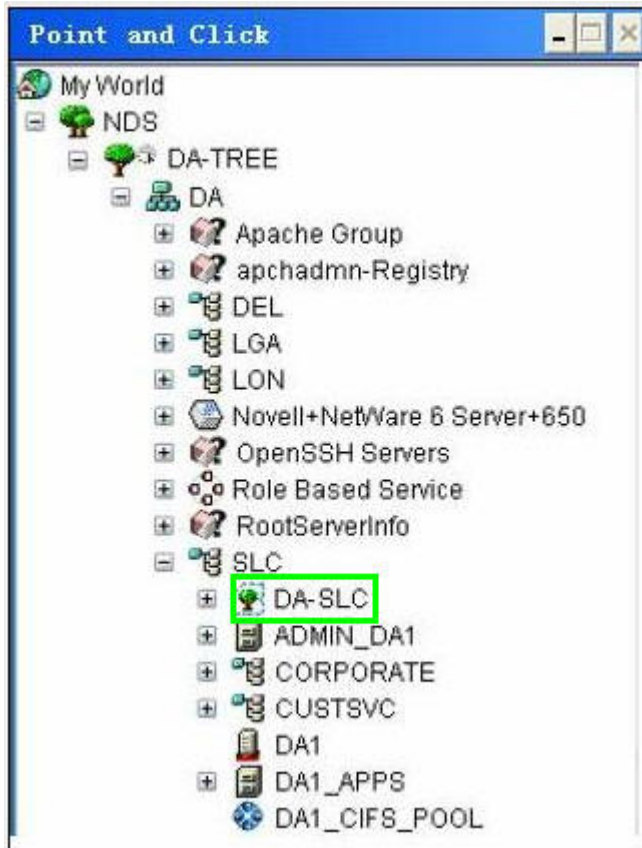 Point and Click
My World
NDS
DA-TREE
DA
Apache Group
apchadmn-Registry
DEL
LGA
LON
Novell+NetWare 6 Server+650
OpenSSH Servers
Role Based Service
RootServerInfo
SLC
DA-SLC
ADMIN_DA1
CORPORATE
CUSTSVC
DA1
DA1_APPS
DA1_CIFS_POOL